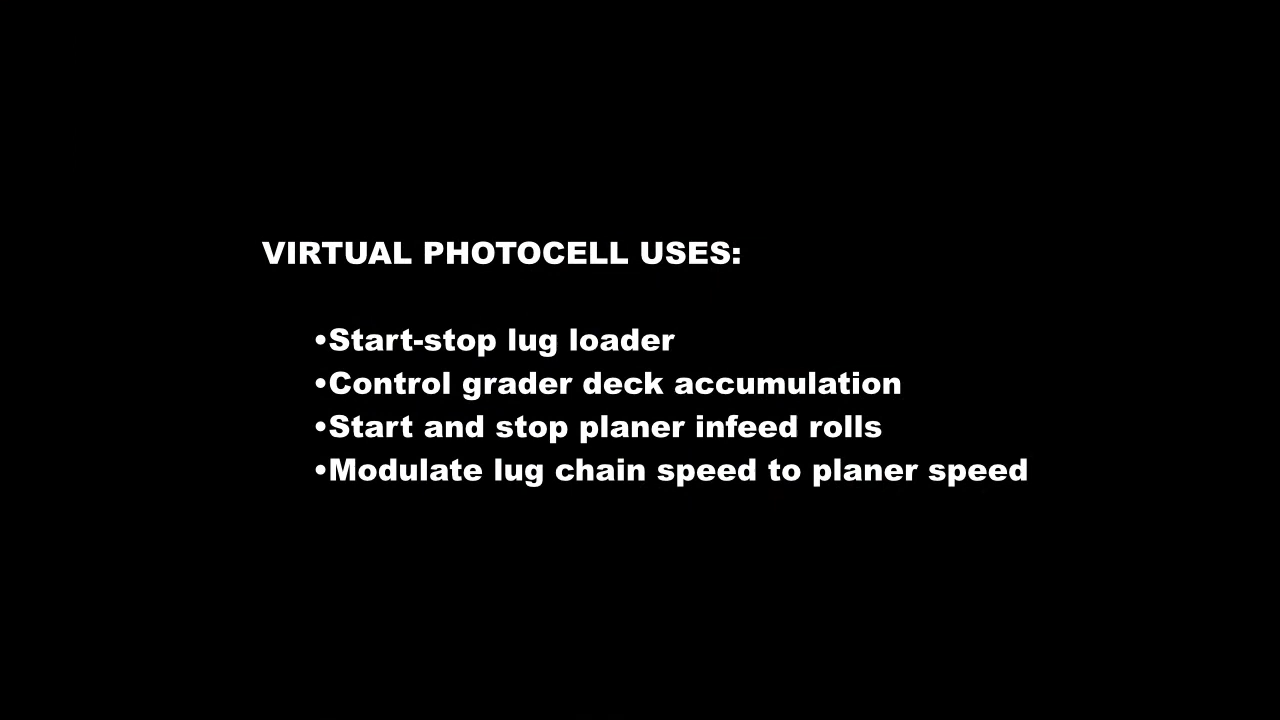 VIRTUAL PHOTOCELL USES:
•Start-stop lug loader
•Control grader deck accumulation
•Start and stop planer infeed rolls
•Modulate lug chain speed to planer speed